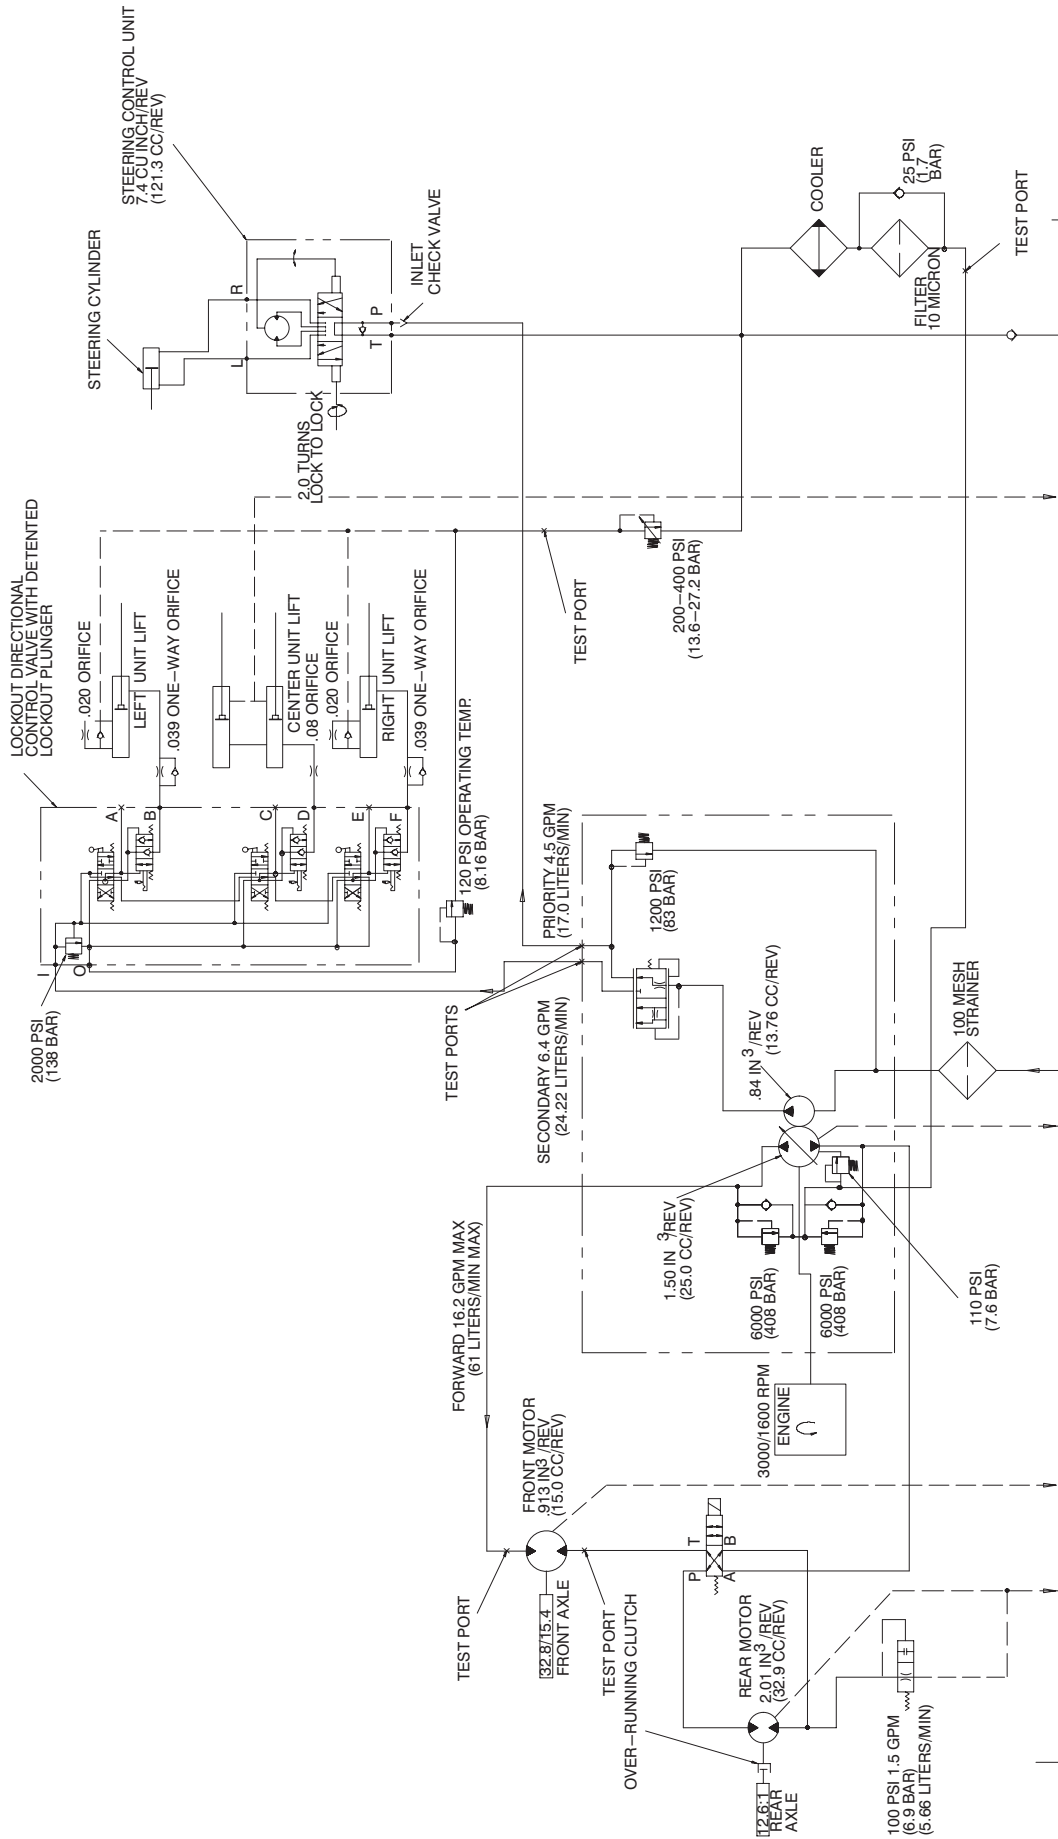 STEERING CONTROL UNIT
7.4 CU INCH/REV
(121.3 CC/REV)
STEERING CYLINDER
L
R
T
P
INLET
CHECK VALVE
2.0 TURNS
LOCK TO LOCK
COOLER
25 PSI
(1.7
BAR)
FILTER
10 MICRON
TEST PORT
LOCKOUT DIRECTIONAL
CONTROL VALVE WITH DETENTED
LOCKOUT PLUNGER
.020 ORIFICE
LEFT UNIT LIFT
.039 ONE-WAY ORIFICE
CENTER UNIT LIFT
.08 ORIFICE
.020 ORIFICE
RIGHT UNIT LIFT
.039 ONE-WAY ORIFICE
A
B
C
D
E
F
I
O
2000 PSI
(138 BAR)
120 PSI OPERATING TEMP.
(8.16 BAR)
TEST PORT
200-400 PSI
(13.6-27.2 BAR)
TEST PORTS
PRIORITY 4.5 GPM
(17.0 LITERS/MIN)
SECONDARY 6.4 GPM
(24.22 LITERS/MIN)
1200 PSI
(83 BAR)
.84 IN3/REV
(13.76 CC/REV)
100 MESH
STRAINER
1.50 IN3/REV
(25.0 CC/REV)
6000 PSI
(408 BAR)
6000 PSI
(408 BAR)
110 PSI
(7.6 BAR)
FORWARD 16.2 GPM MAX
(61 LITERS/MIN MAX)
3000/1600 RPM
ENGINE
FRONT MOTOR
.913 IN3/REV
(15.0 CC/REV)
TEST PORT
32.8/15.4
FRONT AXLE
TEST PORT
P
T
A
B
OVER-RUNNING CLUTCH
REAR MOTOR
2.01 IN3/REV
(32.9 CC/REV)
12.6:1
REAR
AXLE
100 PSI 1.5 GPM
(6.9 BAR)
(5.66 LITERS/MIN)